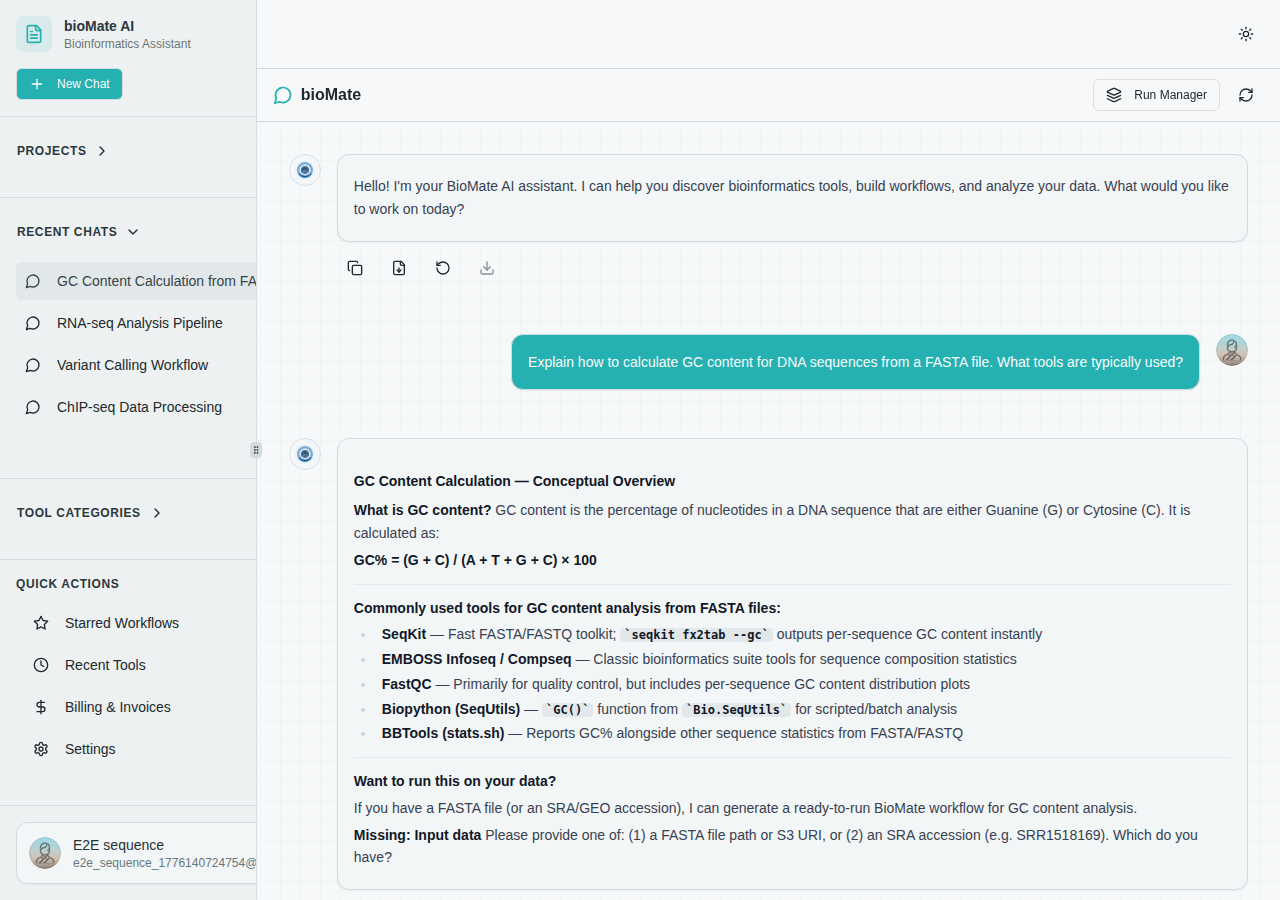 bioMate AI
Bioinformatics Assistant
New Chat
PROJECTS
RECENT CHATS
GC Content Calculation from FA
RNA-seq Analysis Pipeline
Variant Calling Workflow
ChIP-seq Data Processing
TOOL CATEGORIES
QUICK ACTIONS
Starred Workflows
Recent Tools
Billing & Invoices
Settings
E2E sequence
e2e_sequence_1776140724754@
bioMate
Run Manager
Hello! I'm your BioMate AI assistant. I can help you discover bioinformatics tools, build workflows, and analyze your data. What would you like
to work on today?
Explain how to calculate GC content for DNA sequences from a FASTA file. What tools are typically used?
GC Content Calculation — Conceptual Overview
What is GC content? GC content is the percentage of nucleotides in a DNA sequence that are either Guanine (G) or Cytosine (C). It is
calculated as:
GC% = (G + C) / (A + T + G + C) × 100
Commonly used tools for GC content analysis from FASTA files:
SeqKit — Fast FASTA/FASTQ toolkit; `seqkit fx2tab --gc` outputs per-sequence GC content instantly
EMBOSS Infoseq / Compseq — Classic bioinformatics suite tools for sequence composition statistics
FastQC — Primarily for quality control, but includes per-sequence GC content distribution plots
Biopython (SeqUtils) — `GC()` function from `Bio.SeqUtils` for scripted/batch analysis
BBTools (stats.sh) — Reports GC% alongside other sequence statistics from FASTA/FASTQ
Want to run this on your data?
If you have a FASTA file (or an SRA/GEO accession), I can generate a ready-to-run BioMate workflow for GC content analysis.
Missing: Input data Please provide one of: (1) a FASTA file path or S3 URI, or (2) an SRA accession (e.g. SRR1518169). Which do you
have?